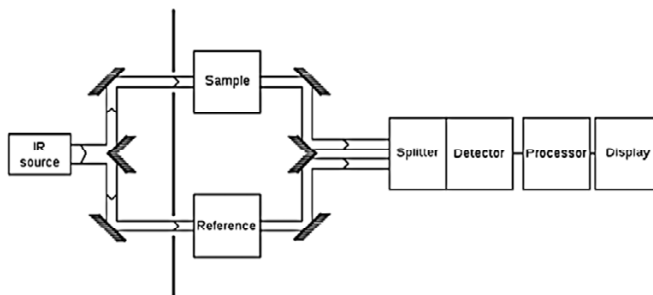 IR
source
Sample
Reference
Splitter
Detector
Processor
Display